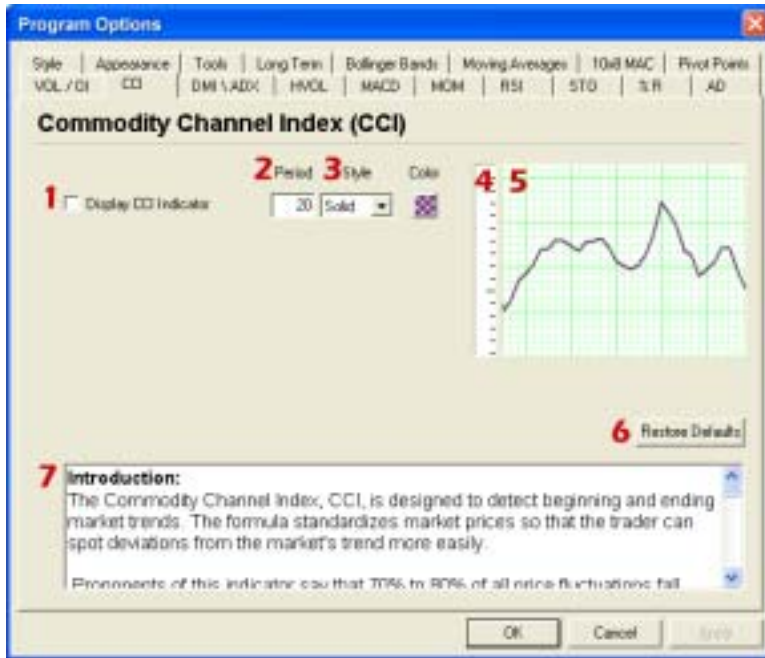 Program Options
Style Appearance Tools Long Term Bollinger Bands Moving Averages 10x8 MAC Pivot Points
VOL / OI CCI DMI \ ADX HVOL MACD MOM RSI STO % R AD
Commodity Channel Index (CCI)
2 Period 3 Style Color 4 5
1 Display CCI Indicator 20 Solid
6 Restore Defaults
7 Introduction:
The Commodity Channel Index, CCI, is designed to detect beginning and ending
market trends. The formula standardizes market prices so that the trader can
spot deviations from the market's trend more easily.
Proponents of this indicator say that 70% to 80% of all price fluctuations fall
OK Cancel Apply